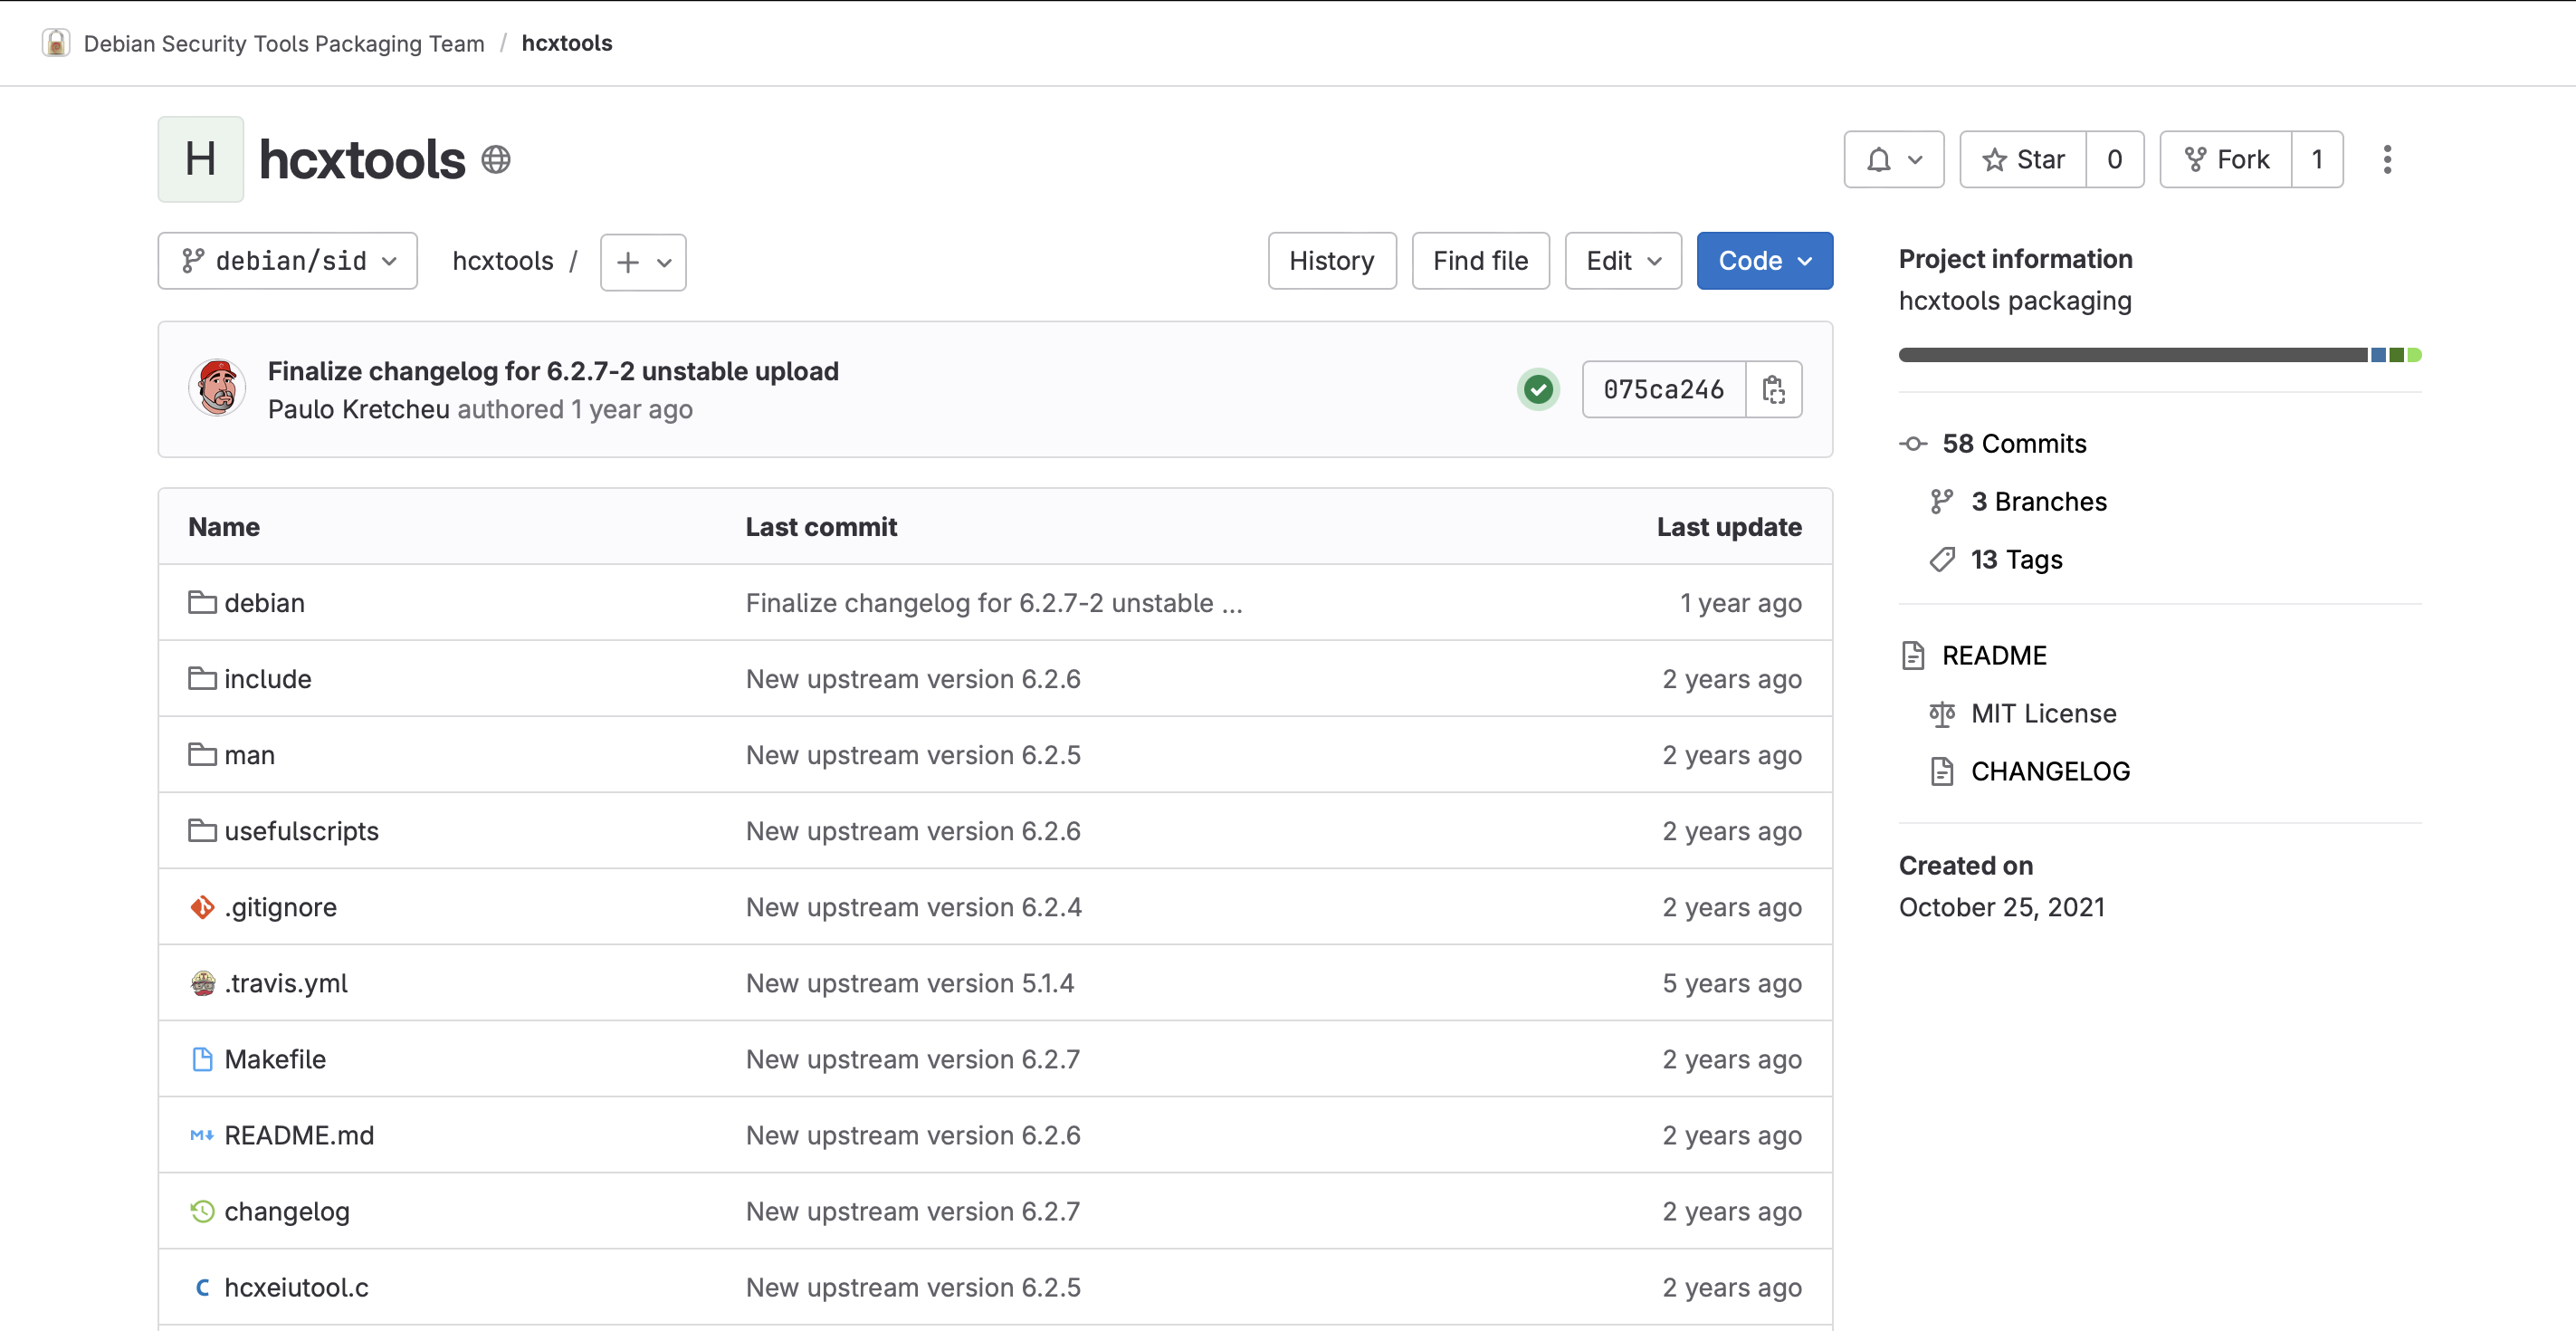 Debian Security Tools Packaging Team / hcxtools
H hcxtools
Star 0 Fork 1
debian/sid hcxtools / History Find file Edit Code
Finalize changelog for 6.2.7-2 unstable upload
Paulo Kretcheu authored 1 year ago
075ca246
Name Last commit Last update
debian Finalize changelog for 6.2.7-2 unstable ... 1 year ago
include New upstream version 6.2.6 2 years ago
man New upstream version 6.2.5 2 years ago
usefulscripts New upstream version 6.2.6 2 years ago
.gitignore New upstream version 6.2.4 2 years ago
.travis.yml New upstream version 5.1.4 5 years ago
Makefile New upstream version 6.2.7 2 years ago
README.md New upstream version 6.2.6 2 years ago
changelog New upstream version 6.2.7 2 years ago
hcxeiutool.c New upstream version 6.2.5 2 years ago
Project information
hcxtools packaging
58 Commits
3 Branches
13 Tags
README
MIT License
CHANGELOG
Created on
October 25, 2021